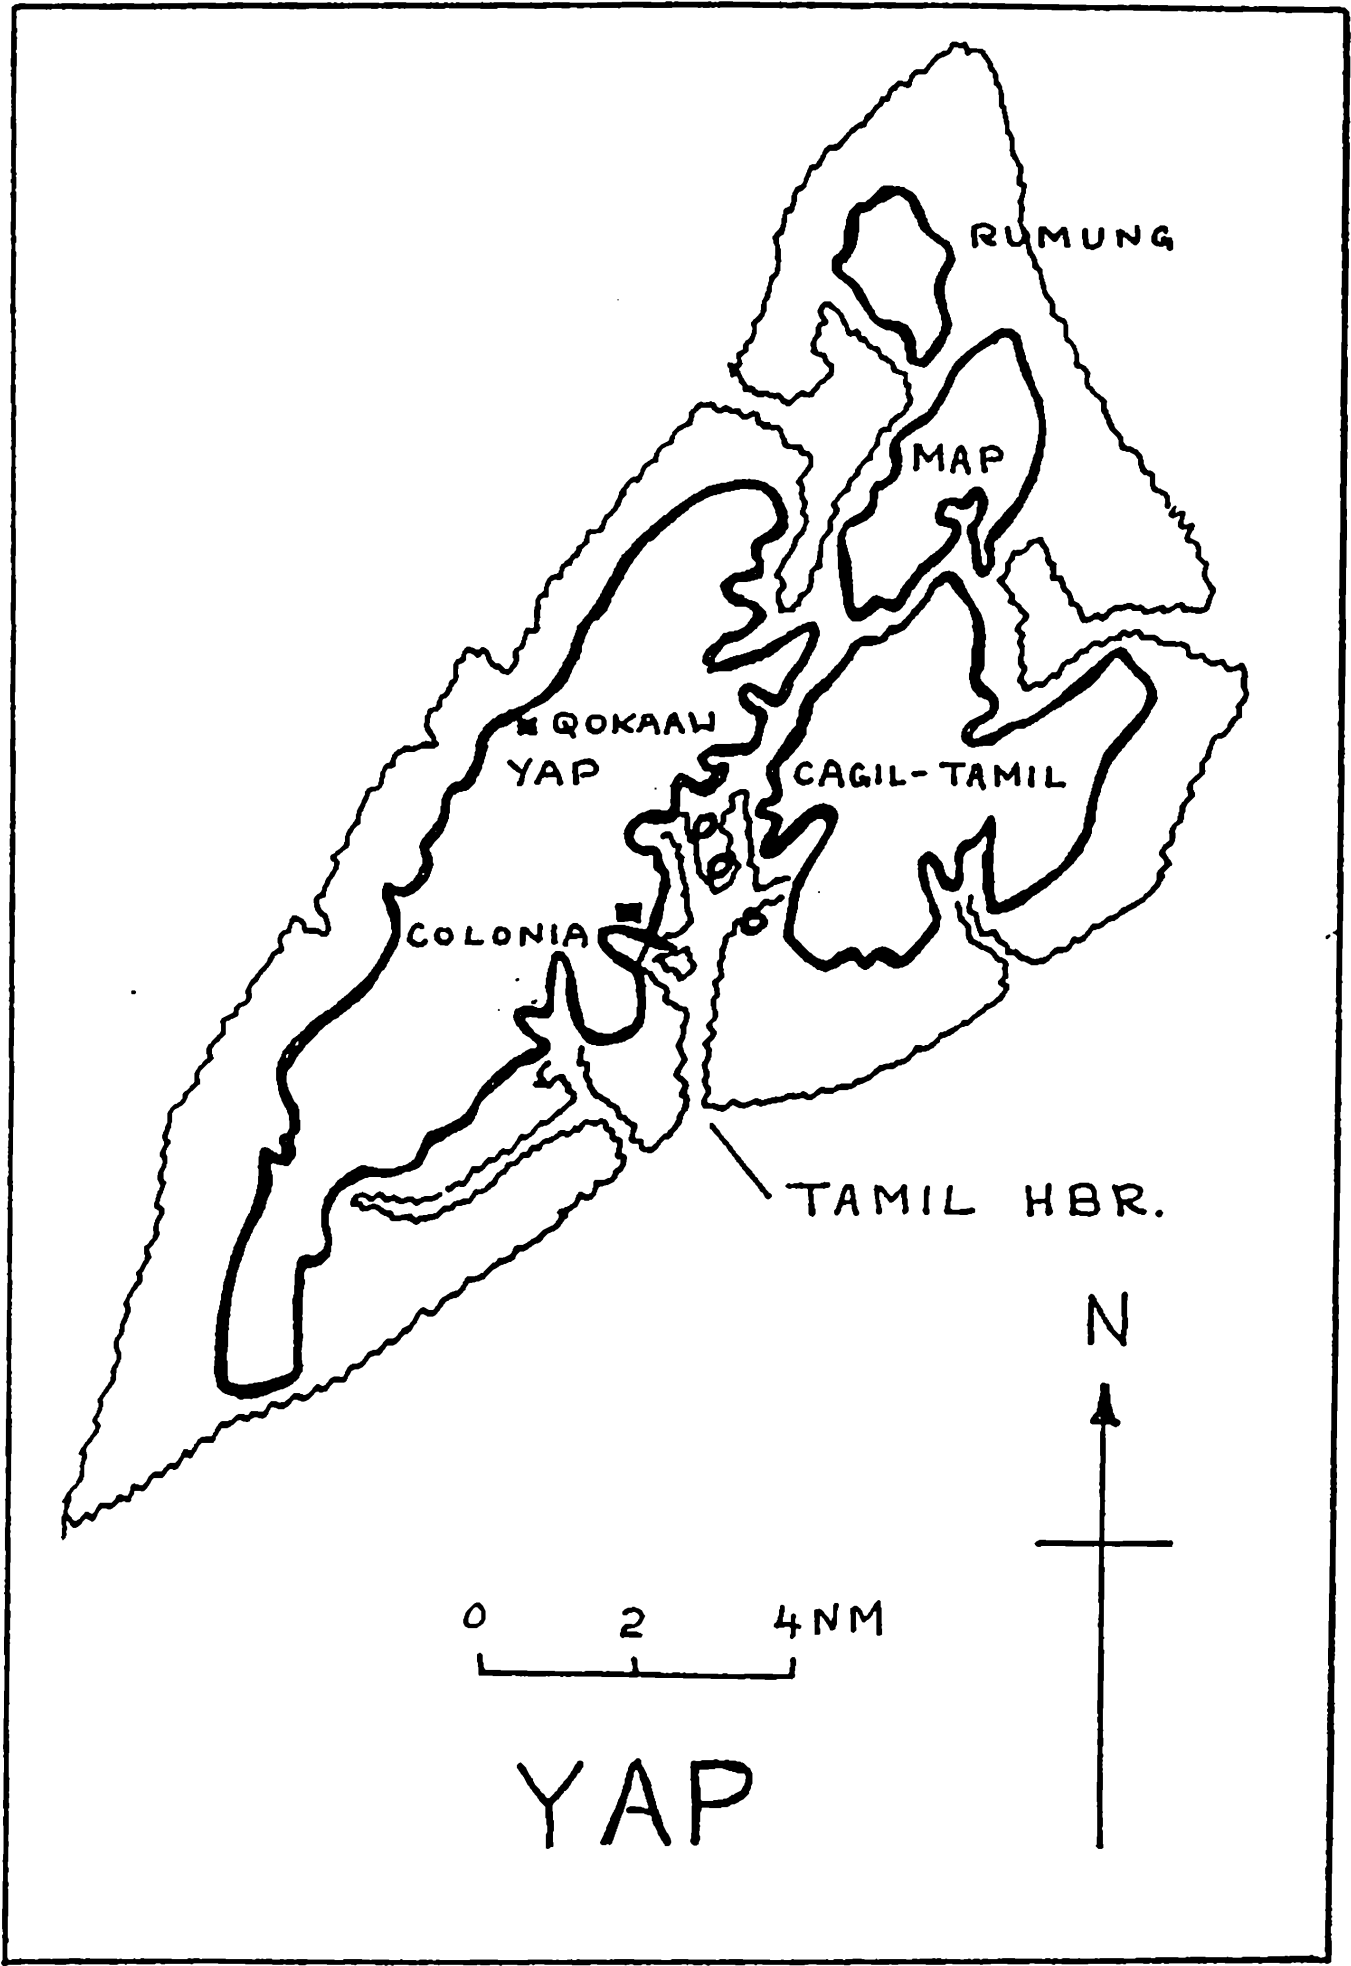 RUMUNG
MAP
QOKAAW
YAP
CAGIL-TAMIL
COLONIA
TAMIL HBR.
N
0 2 4NM
YAP